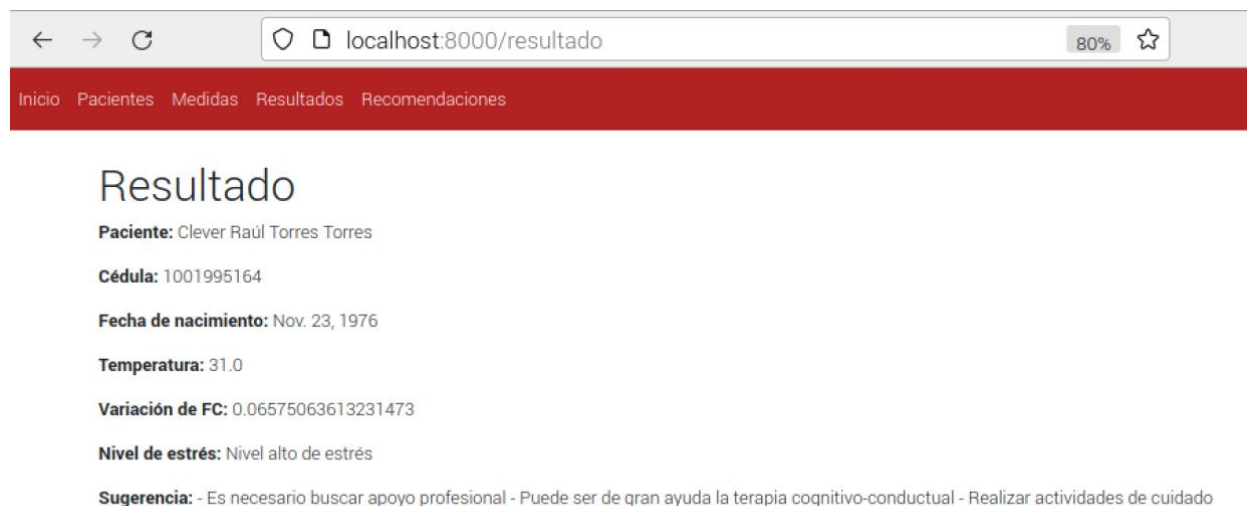 localhost:8000/resultado 80%
Inicio Pacientes Medidas Resultados Recomendaciones
Resultado
Paciente: Clever Raúl Torres Torres
Cédula: 1001995164
Fecha de nacimiento: Nov. 23, 1976
Temperatura: 31.0
Variación de FC: 0.06575063613231473
Nivel de estrés: Nivel alto de estrés
Sugerencia: - Es necesario buscar apoyo profesional - Puede ser de gran ayuda la terapia cognitivo-conductual - Realizar actividades de cuidado